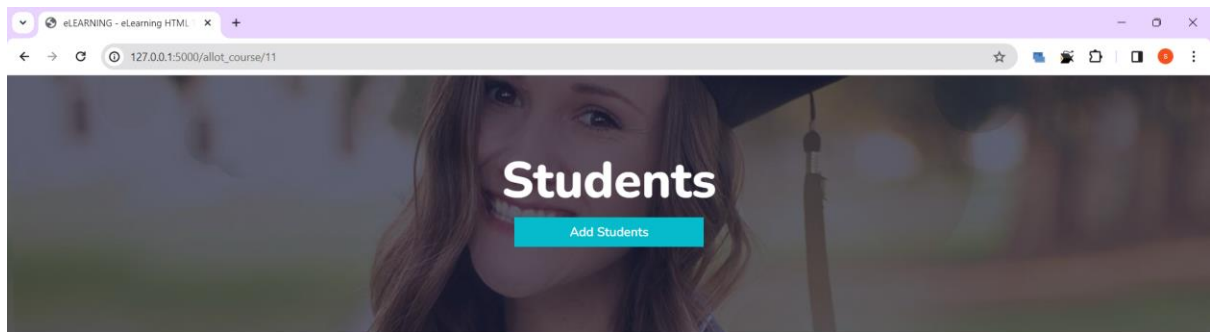 eLEARNING - eLearning HTML
127.0.0.1:5000/allot_course/11
Students
Add Students